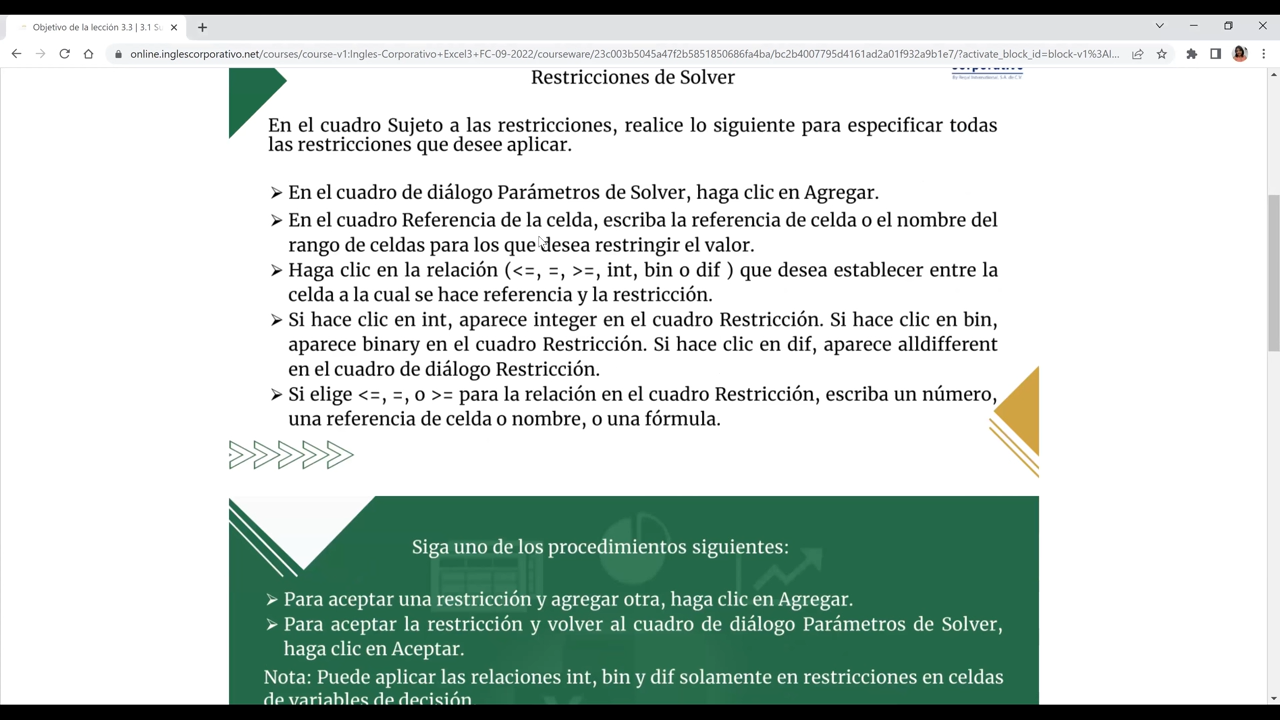 Objetivo de la lección 3.3 | 3.1 Su
online.inglescorporativo.net/courses/course-v1:Ingles-Corporativo+Excel3+FC-09-2022/courseware/23c003b5045a47f2b5851850686fa4ba/bc2b4007795d4161ad2a01f932a9b1e7/?activate_block_id=block-v1%3AI...
Restricciones de Solver
corporativo
En el cuadro Sujeto a las restricciones, realice lo siguiente para especificar todas
las restricciones que desee aplicar.
➢ En el cuadro de diálogo Parámetros de Solver, haga clic en Agregar.
➢ En el cuadro Referencia de la celda, escriba la referencia de celda o el nombre del
rango de celdas para los que desea restringir el valor.
➢ Haga clic en la relación (<=, =, >=, int, bin o dif ) que desea establecer entre la
celda a la cual se hace referencia y la restricción.
➢ Si hace clic en int, aparece integer en el cuadro Restricción. Si hace clic en bin,
aparece binary en el cuadro Restricción. Si hace clic en dif, aparece alldifferent
en el cuadro de diálogo Restricción.
➢ Si elige <=, =, o >= para la relación en el cuadro Restricción, escriba un número,
una referencia de celda o nombre, o una fórmula.
Siga uno de los procedimientos siguientes:
➢ Para aceptar una restricción y agregar otra, haga clic en Agregar.
➢ Para aceptar la restricción y volver al cuadro de diálogo Parámetros de Solver,
haga clic en Aceptar.
Nota: Puede aplicar las relaciones int, bin y dif solamente en restricciones en celdas
de variables de decisión